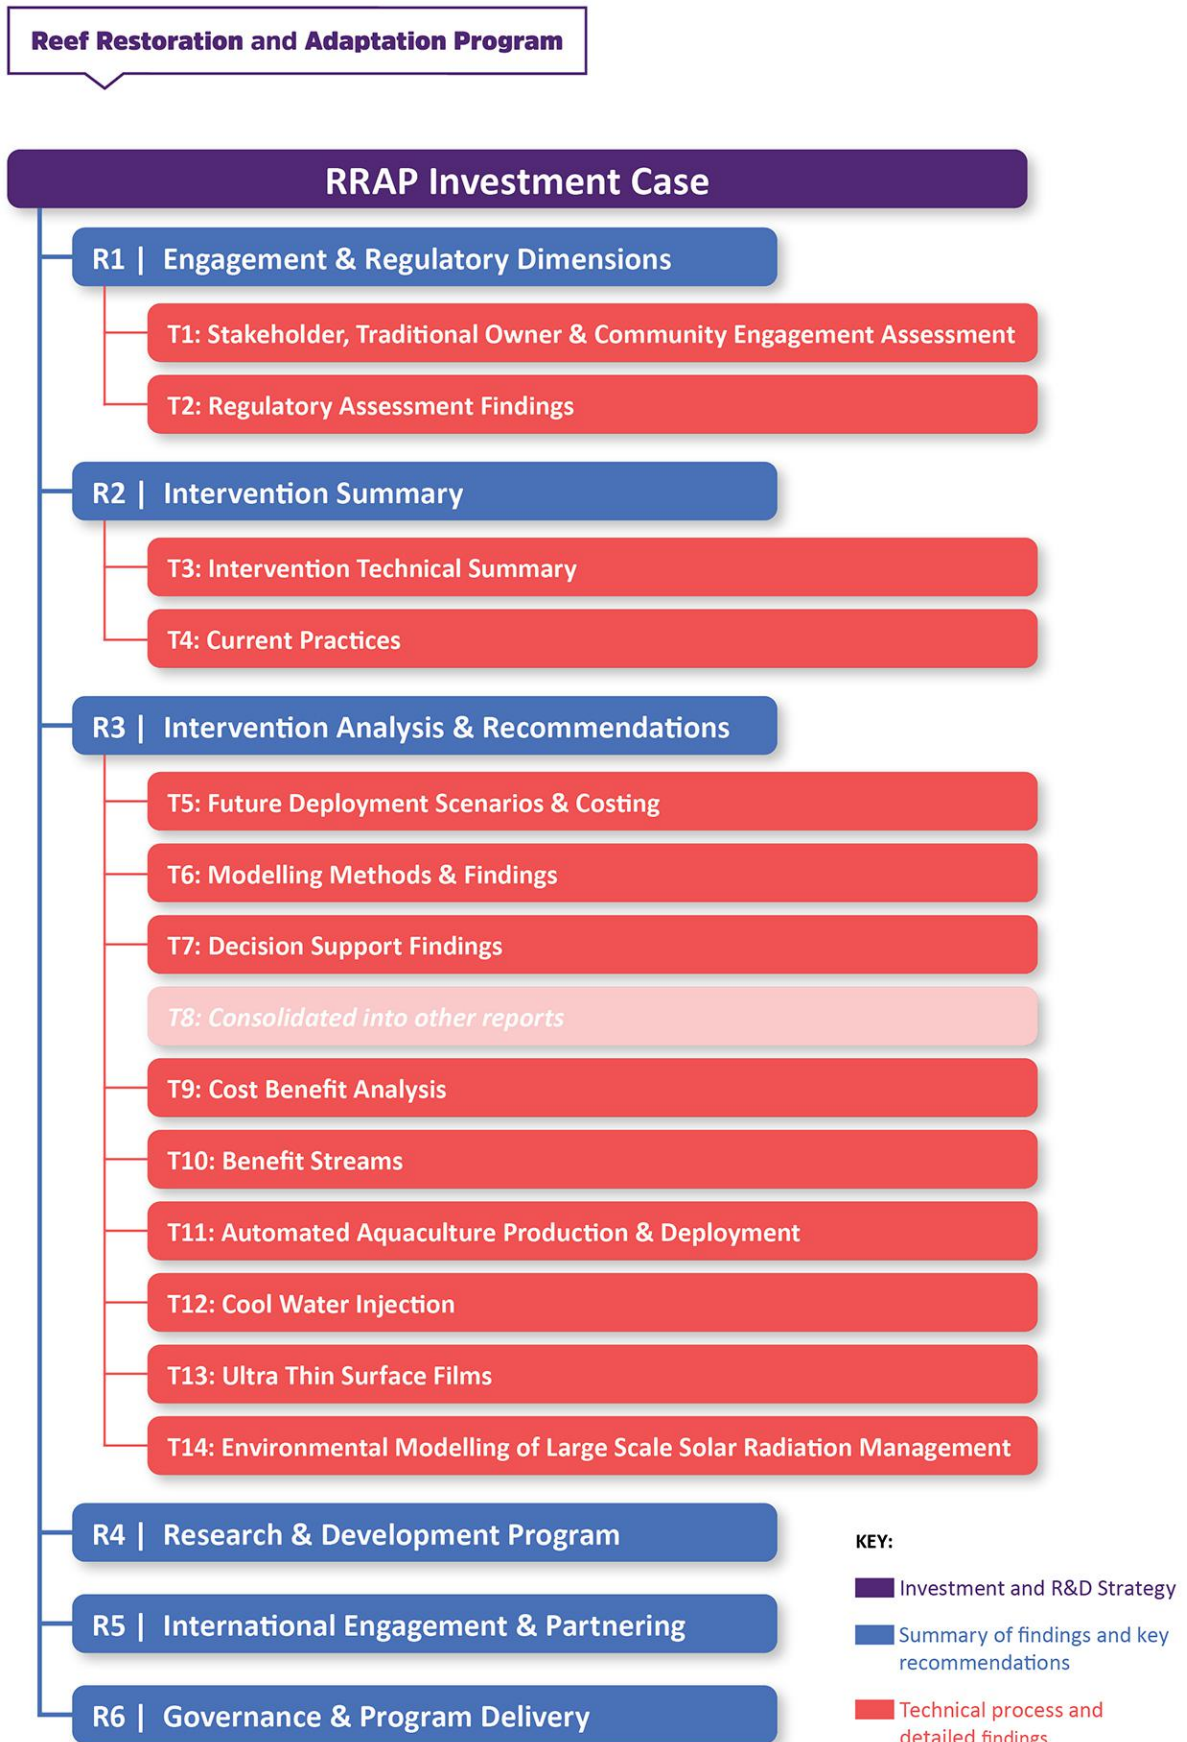 Reef Restoration and Adaptation Program
RRAP Investment Case
R1 | Engagement & Regulatory Dimensions
T1: Stakeholder, Traditional Owner & Community Engagement Assessment
T2: Regulatory Assessment Findings
R2 | Intervention Summary
T3: Intervention Technical Summary
T4: Current Practices
R3 | Intervention Analysis & Recommendations
T5: Future Deployment Scenarios & Costing
T6: Modelling Methods & Findings
T7: Decision Support Findings
T8: Consolidated into other reports
T9: Cost Benefit Analysis
T10: Benefit Streams
T11: Automated Aquaculture Production & Deployment
T12: Cool Water Injection
T13: Ultra Thin Surface Films
T14: Environmental Modelling of Large Scale Solar Radiation Management
R4 | Research & Development Program
R5 | International Engagement & Partnering
R6 | Governance & Program Delivery
KEY:
Investment and R&D Strategy
Summary of findings and key
recommendations
Technical process and
detailed findings